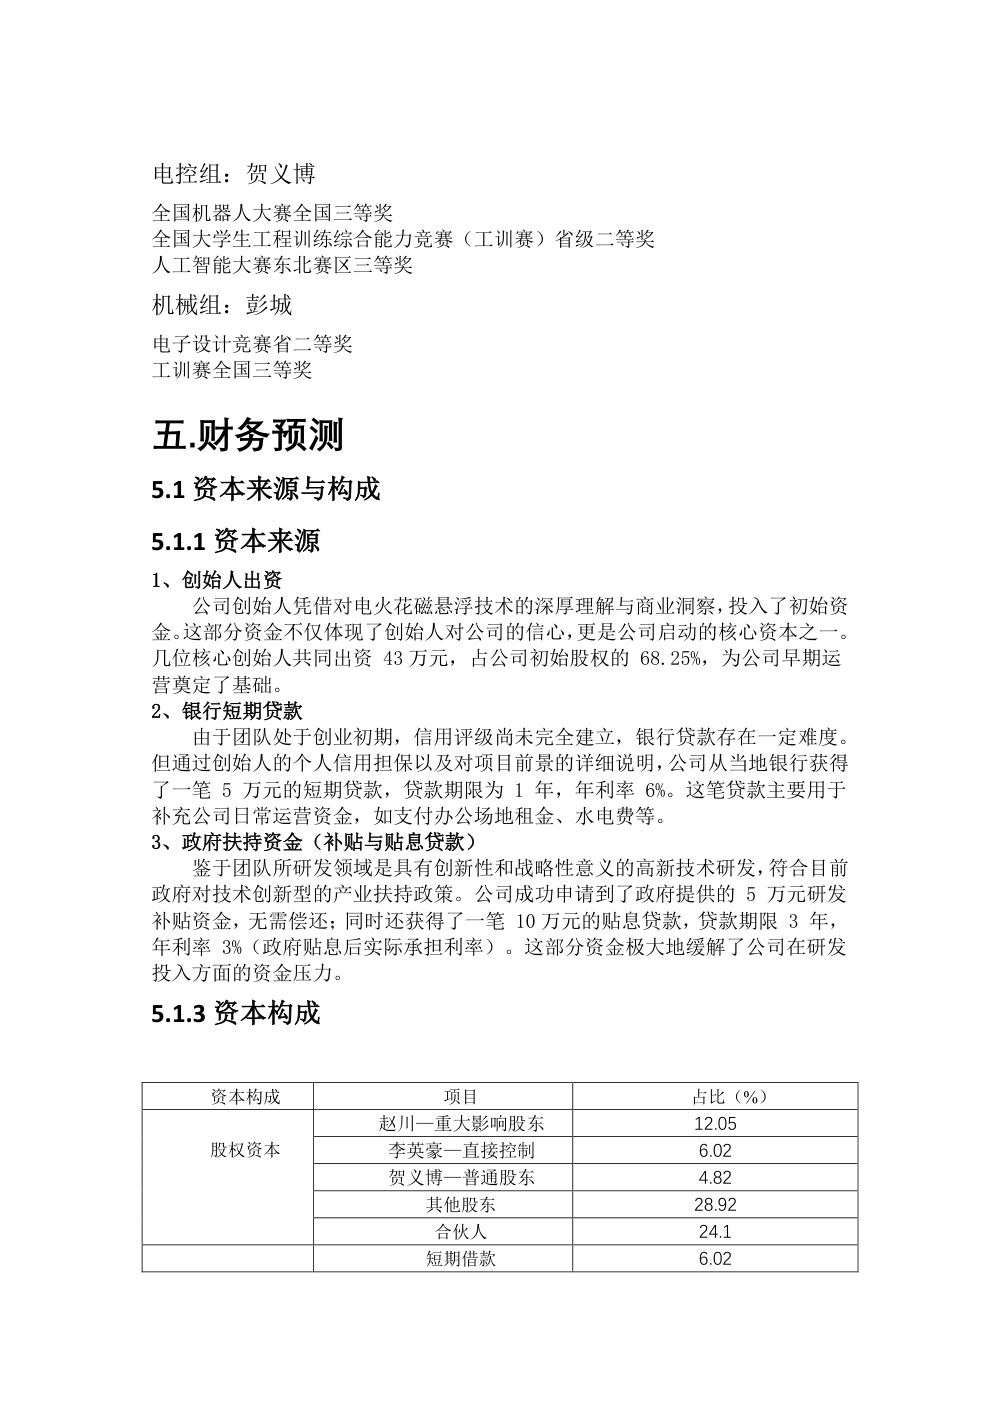 电控组：贺义博
全国机器人大赛全国三等奖
全国大学生工程训练综合能力竞赛（工训赛）省级二等奖
人工智能大赛东北赛区三等奖
机械组：彭城
电子设计竞赛省二等奖
工训赛全国三等奖
五.财务预测
5.1 资本来源与构成
5.1.1 资本来源
1、创始人出资
公司创始人凭借对电火花磁悬浮技术的深厚理解与商业洞察，投入了初始资
金。这部分资金不仅体现了创始人对公司的信心，更是公司启动的核心资本之一。
几位核心创始人共同出资 43 万元，占公司初始股权的 68.25%，为公司早期运
营奠定了基础。
2、银行短期贷款
由于团队处于创业初期，信用评级尚未完全建立，银行贷款存在一定难度。
但通过创始人的个人信用担保以及对项目前景的详细说明，公司从当地银行获得
了一笔 5 万元的短期贷款，贷款期限为 1 年，年利率 6%。这笔贷款主要用于
补充公司日常运营资金，如支付办公场地租金、水电费等。
3、政府扶持资金（补贴与贴息贷款）
鉴于团队所研发领域是具有创新性和战略性意义的高新技术研发，符合目前
政府对技术创新型的产业扶持政策。公司成功申请到了政府提供的 5 万元研发
补贴资金，无需偿还；同时还获得了一笔 10 万元的贴息贷款，贷款期限 3 年，
年利率 3%（政府贴息后实际承担利率）。这部分资金极大地缓解了公司在研发
投入方面的资金压力。
5.1.3 资本构成
资本构成 项目 占比（%）
赵川—重大影响股东 12.05
股权资本 李英豪—直接控制 6.02
贺义博—普通股东 4.82
其他股东 28.92
合伙人 24.1
短期借款 6.02